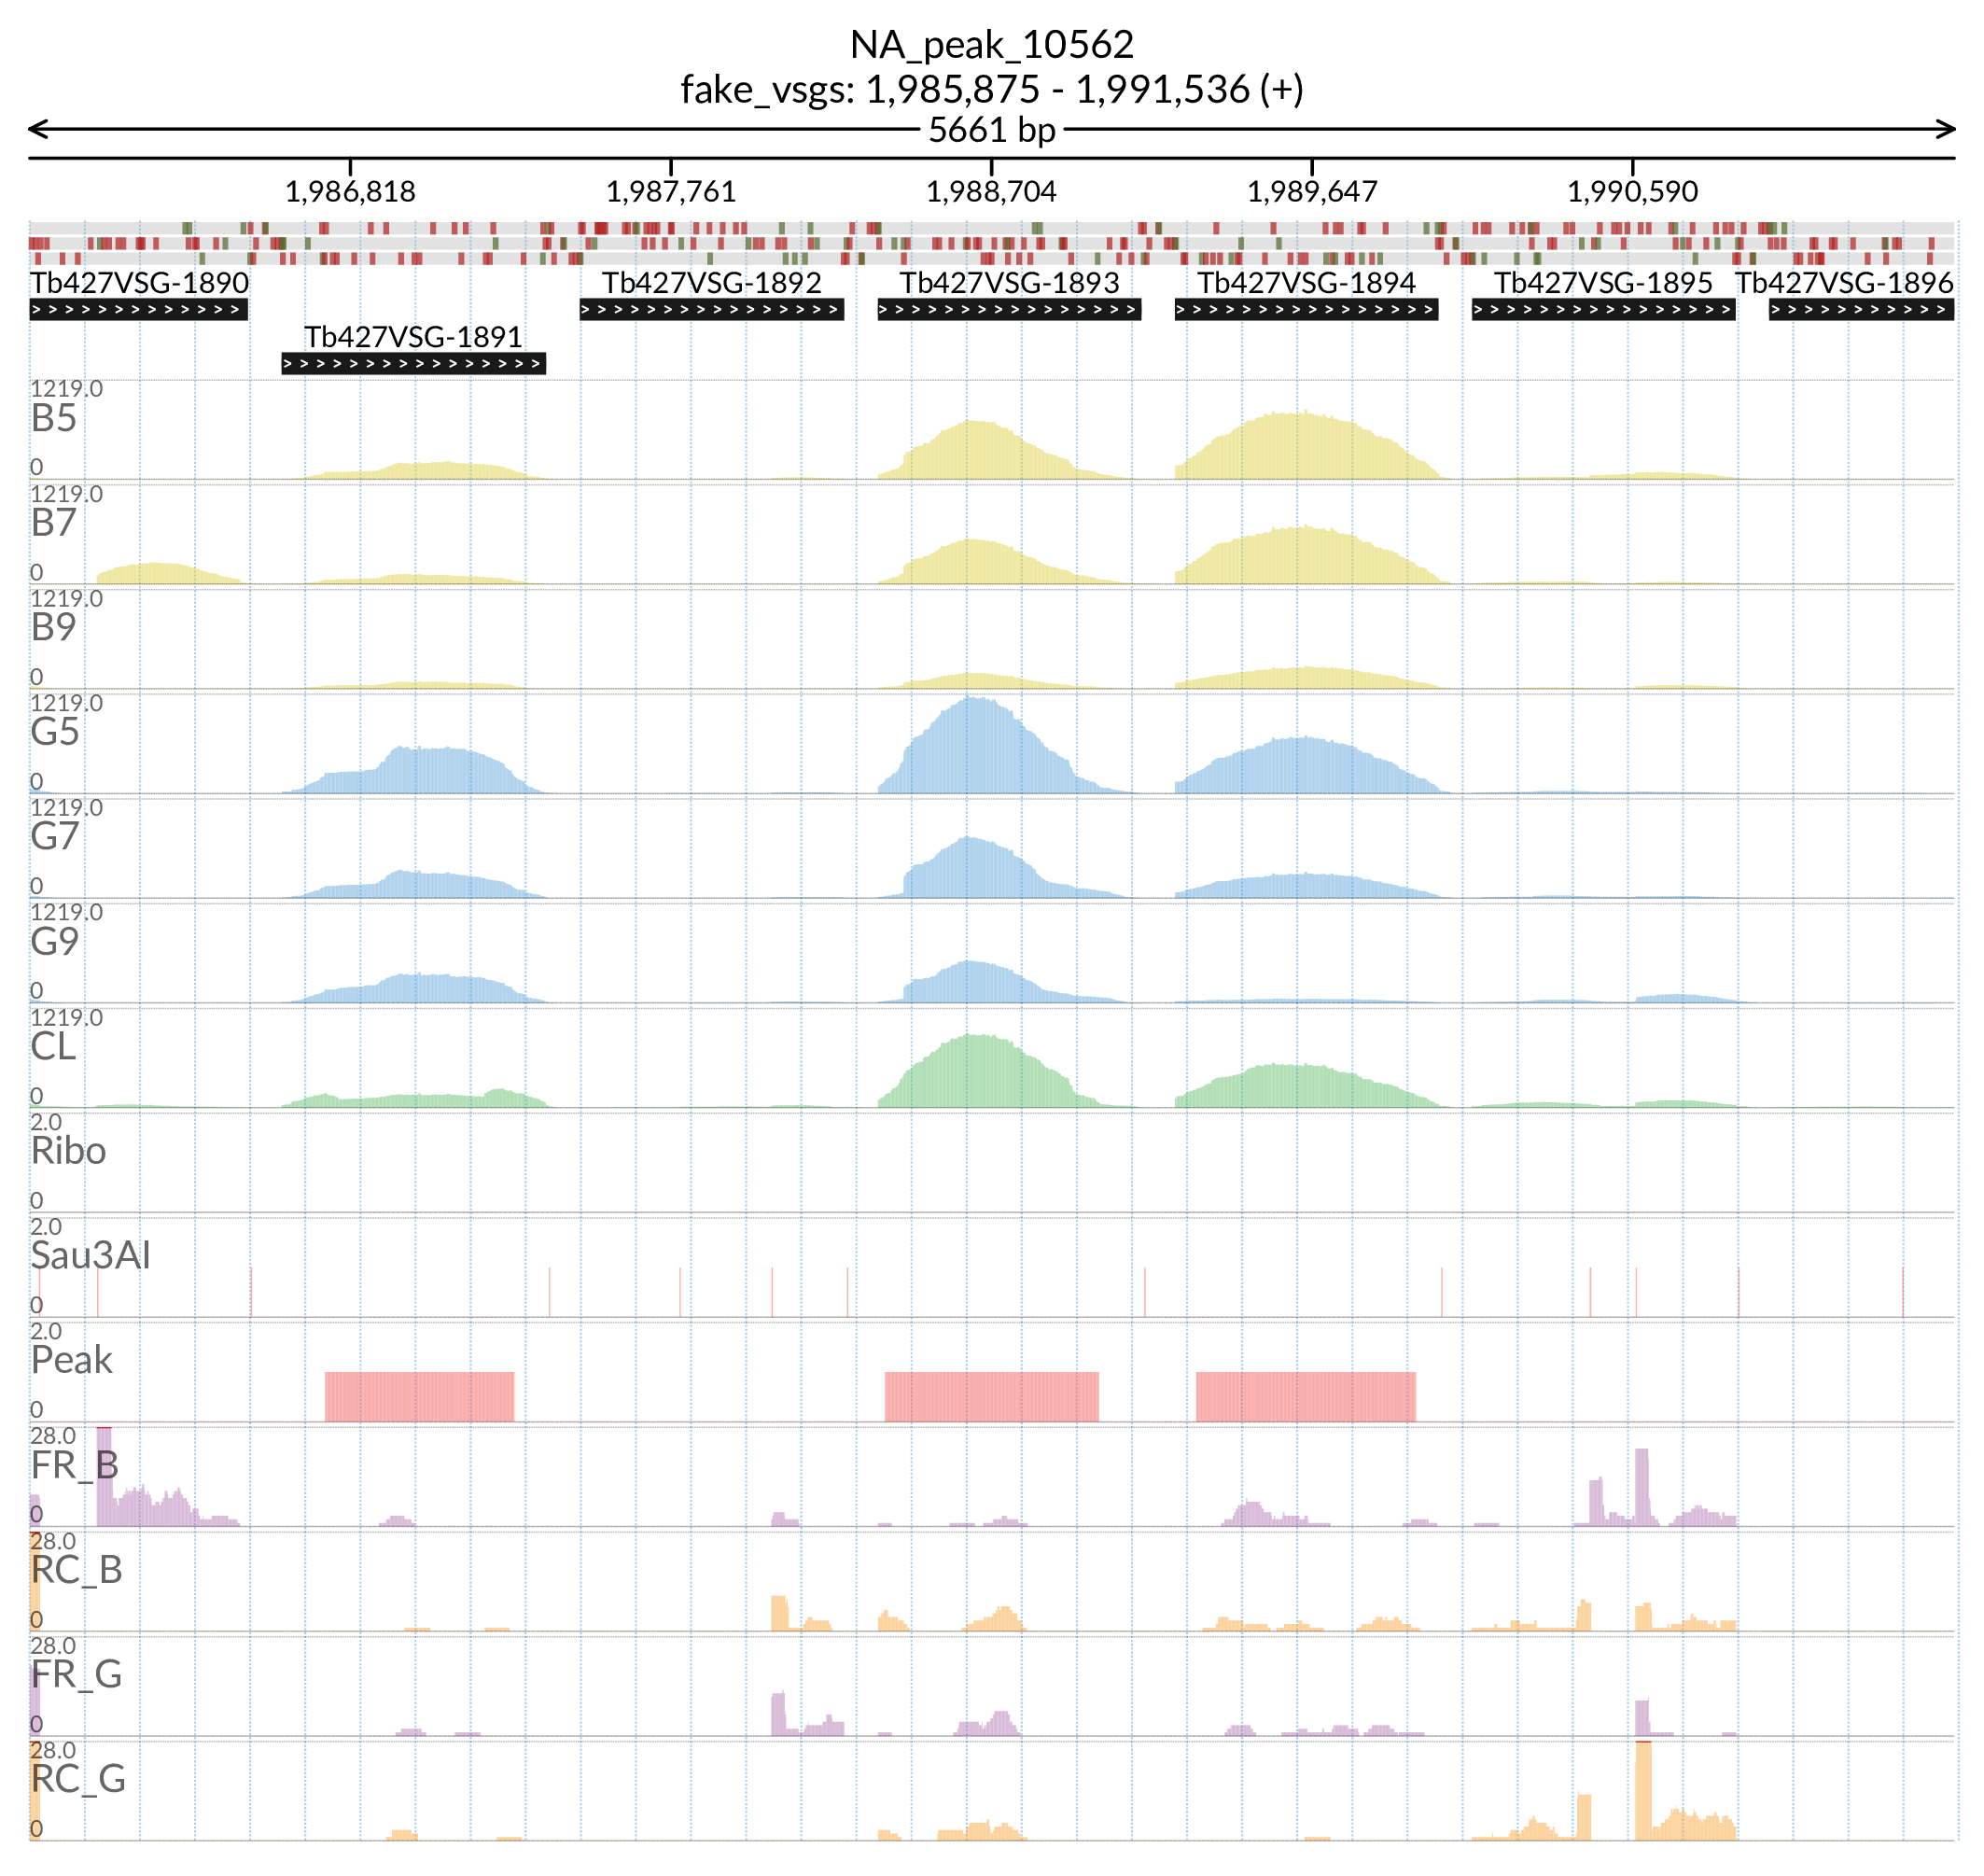 NA_peak_10562
fake_vsgs: 1,985,875 - 1,991,536 (+)
5661 bp
1,986,818 1,987,761 1,988,704 1,989,647 1,990,590
Tb427VSG-1890 Tb427VSG-1892 Tb427VSG-1893 Tb427VSG-1894 Tb427VSG-1895 Tb427VSG-1896
Tb427VSG-1891
1219.0
B5
0
1219.0
B7
0
1219.0
B9
0
1219.0
G5
0
1219.0
G7
0
1219.0
G9
0
1219.0
CL
0
2.0
Ribo
0
2.0
Sau3AI
0
2.0
Peak
0
28.0
FR_B
0
28.0
RC_B
0
28.0
FR_G
0
28.0
RC_G
0